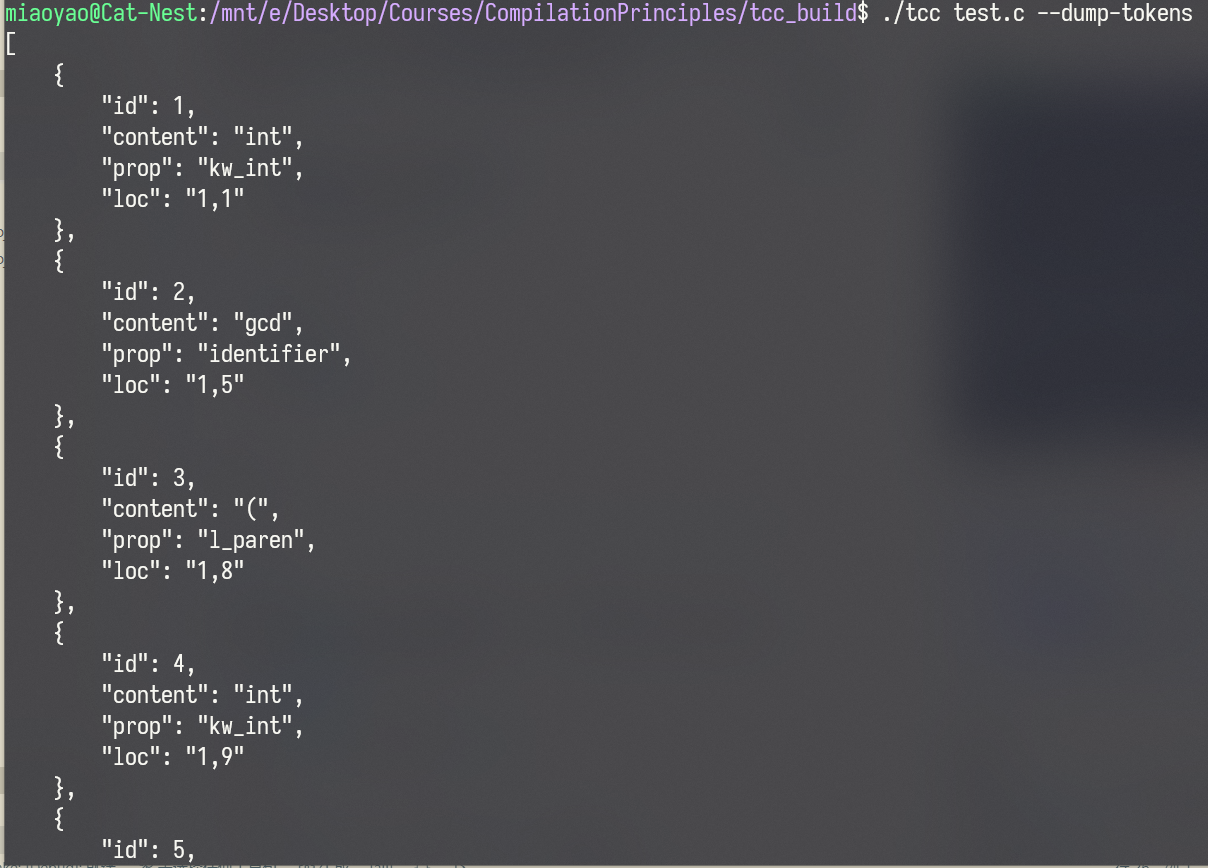 miaoyao@Cat-Nest:/mnt/e/Desktop/Courses/CompilationPrinciples/tcc_build$ ./tcc test.c --dump-tokens
[
    {
        "id": 1,
        "content": "int",
        "prop": "kw_int",
        "loc": "1,1"
    },
    {
        "id": 2,
        "content": "gcd",
        "prop": "identifier",
        "loc": "1,5"
    },
    {
        "id": 3,
        "content": "(",
        "prop": "l_paren",
        "loc": "1,8"
    },
    {
        "id": 4,
        "content": "int",
        "prop": "kw_int",
        "loc": "1,9"
    },
    {
        "id": 5,